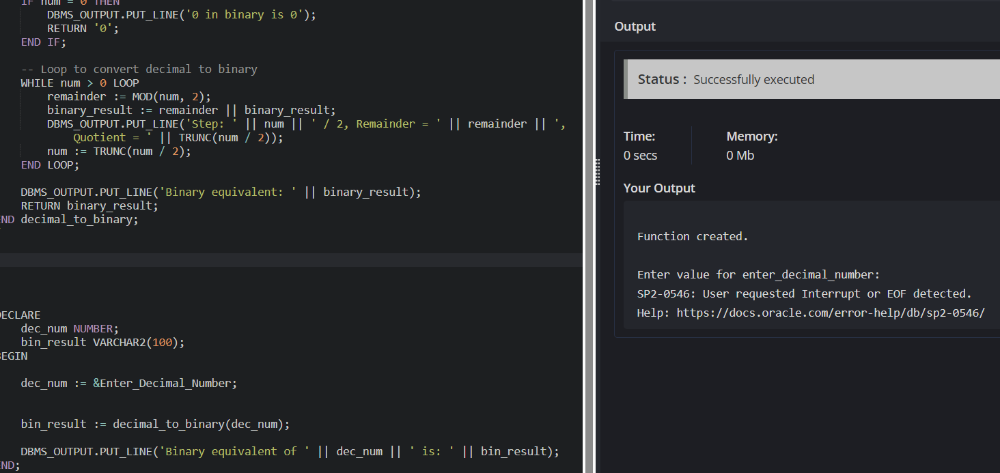 IF num = 0 THEN
DBMS_OUTPUT.PUT_LINE('0 in binary is 0');
RETURN '0';
END IF;
-- Loop to convert decimal to binary
WHILE num > 0 LOOP
remainder := MOD(num, 2);
binary_result := remainder || binary_result;
DBMS_OUTPUT.PUT_LINE('Step: ' || num || ' / 2, Remainder = ' || remainder || ',
Quotient = ' || TRUNC(num / 2));
num := TRUNC(num / 2);
END LOOP;
DBMS_OUTPUT.PUT_LINE('Binary equivalent: ' || binary_result);
RETURN binary_result;
END decimal_to_binary;
DECLARE
dec_num NUMBER;
bin_result VARCHAR2(100);
BEGIN
dec_num := &Enter_Decimal_Number;
bin_result := decimal_to_binary(dec_num);
DBMS_OUTPUT.PUT_LINE('Binary equivalent of ' || dec_num || ' is: ' || bin_result);
END;
Output
Status : Successfully executed
Time:
0 secs
Memory:
0 Mb
Your Output
Function created.
Enter value for enter_decimal_number:
SP2-0546: User requested Interrupt or EOF detected.
Help: https://docs.oracle.com/error-help/db/sp2-0546/